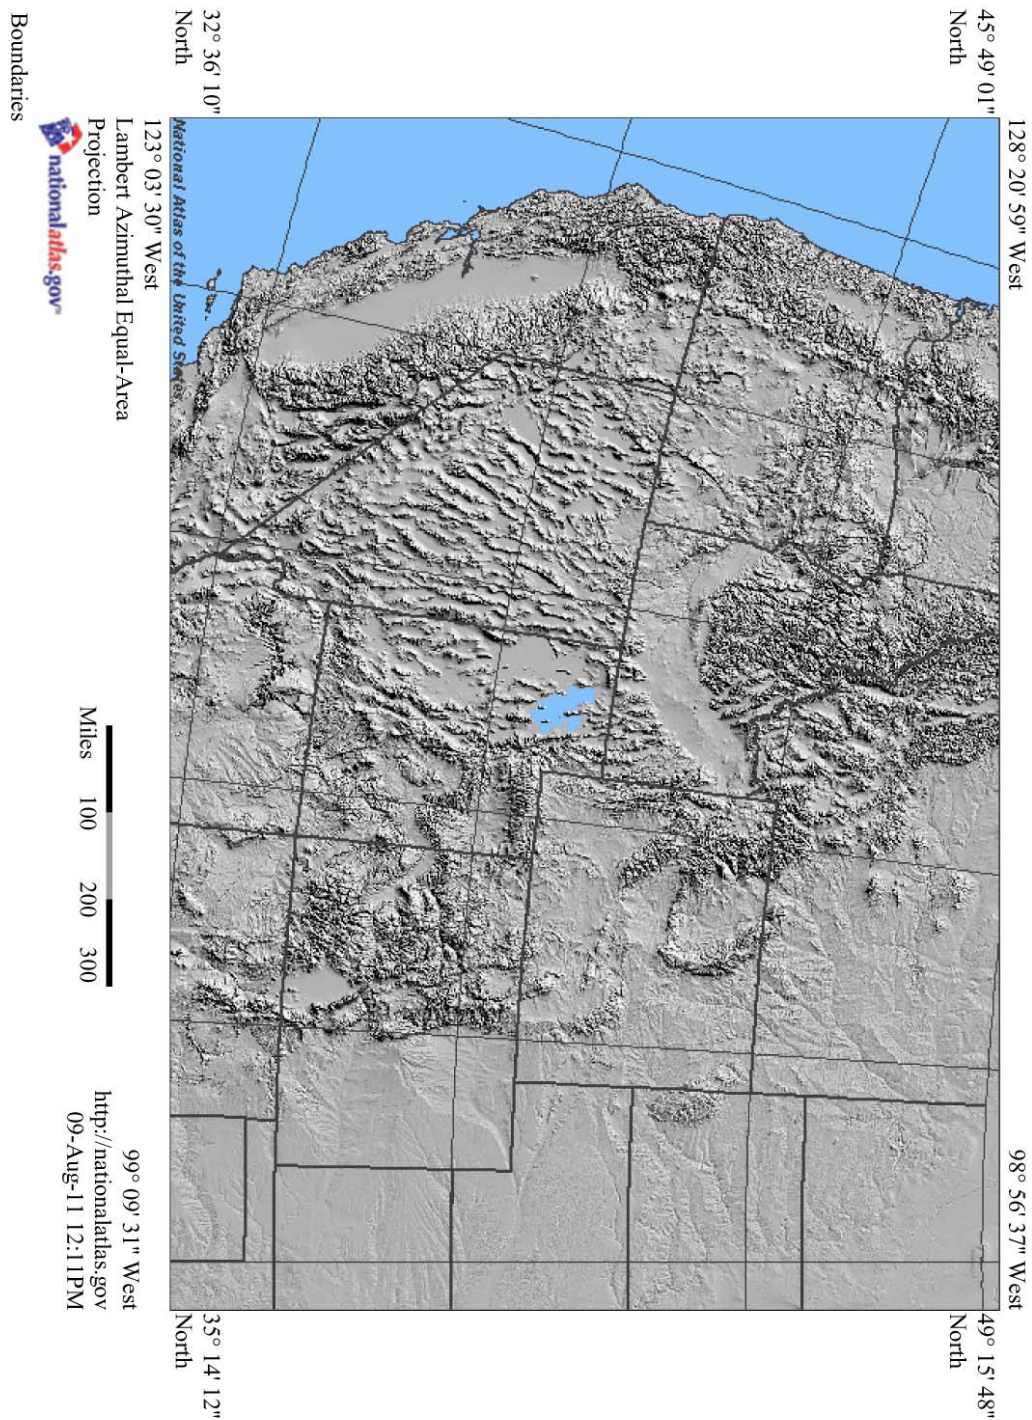 45° 49' 01"
North
128° 20' 59" West
98° 56' 37" West
49° 15' 48"
North
32° 36' 10"
North
National Atlas of the United States
123° 03' 30" West
99° 09' 31" West
35° 14' 12"
North
Lambert Azimuthal Equal-Area
Projection
Miles 100 200 300
http://nationalatlas.gov
09-Aug-11 12:11PM
nationalatlas.gov
Boundaries